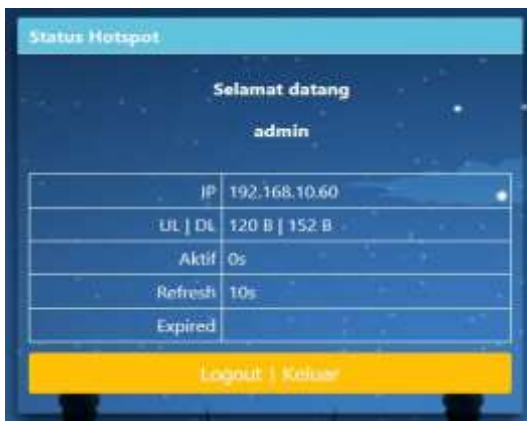 Status Hotspot
Selamat datang
admin
IP 192.168.10.60
UL | DL 120 B | 152 B
Aktif 0s
Refresh 10s
Expired
Logout | Keluar